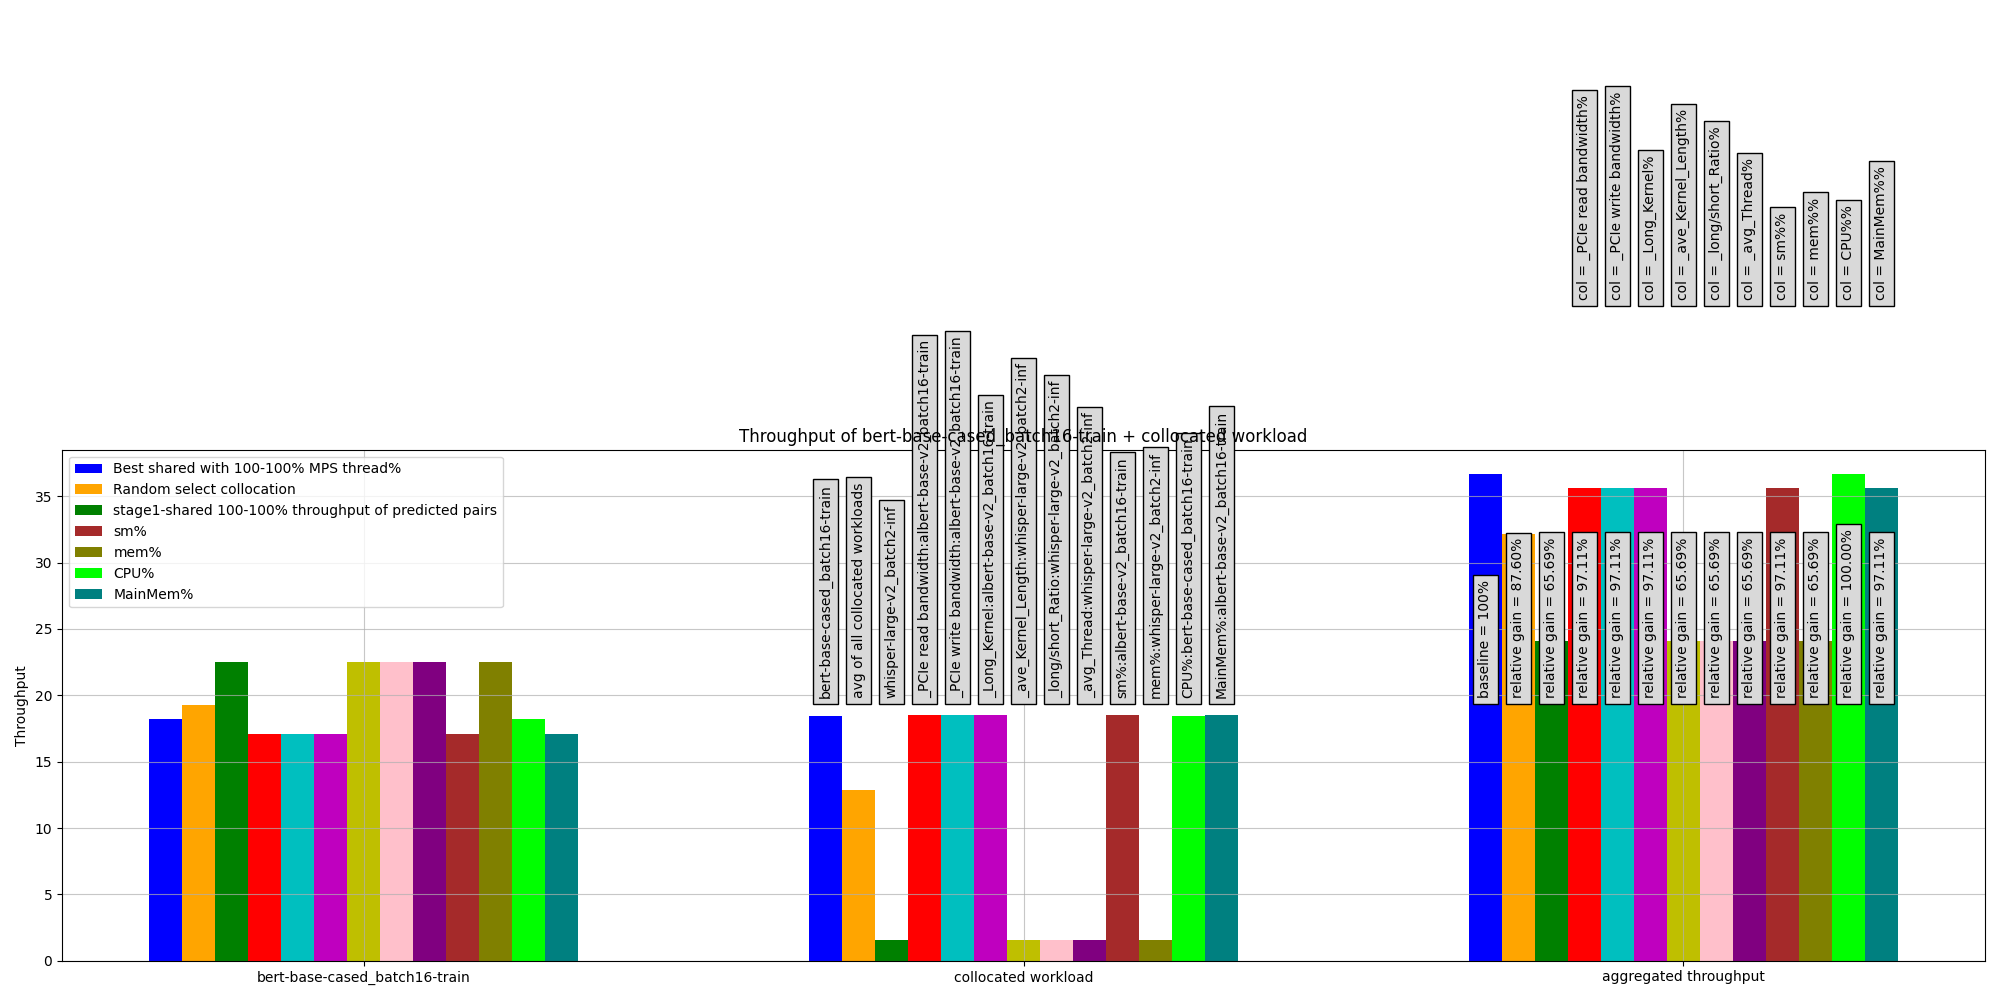 col = _PCIe read bandwidth%
col = _PCIe write bandwidth%
col = _Long_Kernel%
col = _ave_Kernel_Length%
col = _long/short_Ratio%
col = _avg_Thread%
col = sm%%
col = mem%%
col = CPU%%
col = MainMem%%
Throughput of bert-base-cased_batch16-train + collocated workload
Best shared with 100-100% MPS thread%
Random select collocation
stage1-shared 100-100% throughput of predicted pairs
sm%
mem%
CPU%
MainMem%
bert-base-cased_batch16-train
avg of all collocated workloads
whisper-large-v2_batch2-inf
_PCIe read bandwidth:albert-base-v2_batch16-train
_PCIe write bandwidth:albert-base-v2_batch16-train
_Long_Kernel:albert-base-v2_batch16-train
_ave_Kernel_Length:whisper-large-v2_batch2-inf
_long/short_Ratio:whisper-large-v2_batch2-inf
_avg_Thread:whisper-large-v2_batch2-inf
sm%:albert-base-v2_batch16-train
mem%:whisper-large-v2_batch2-inf
CPU%:bert-base-cased_batch16-train
MainMem%:albert-base-v2_batch16-train
baseline = 100%
relative gain = 87.60%
relative gain = 65.69%
relative gain = 97.11%
relative gain = 97.11%
relative gain = 97.11%
relative gain = 65.69%
relative gain = 65.69%
relative gain = 65.69%
relative gain = 97.11%
relative gain = 65.69%
relative gain = 100.00%
relative gain = 97.11%
Throughput
35
30
25
20
15
10
5
0
bert-base-cased_batch16-train
collocated workload
aggregated throughput